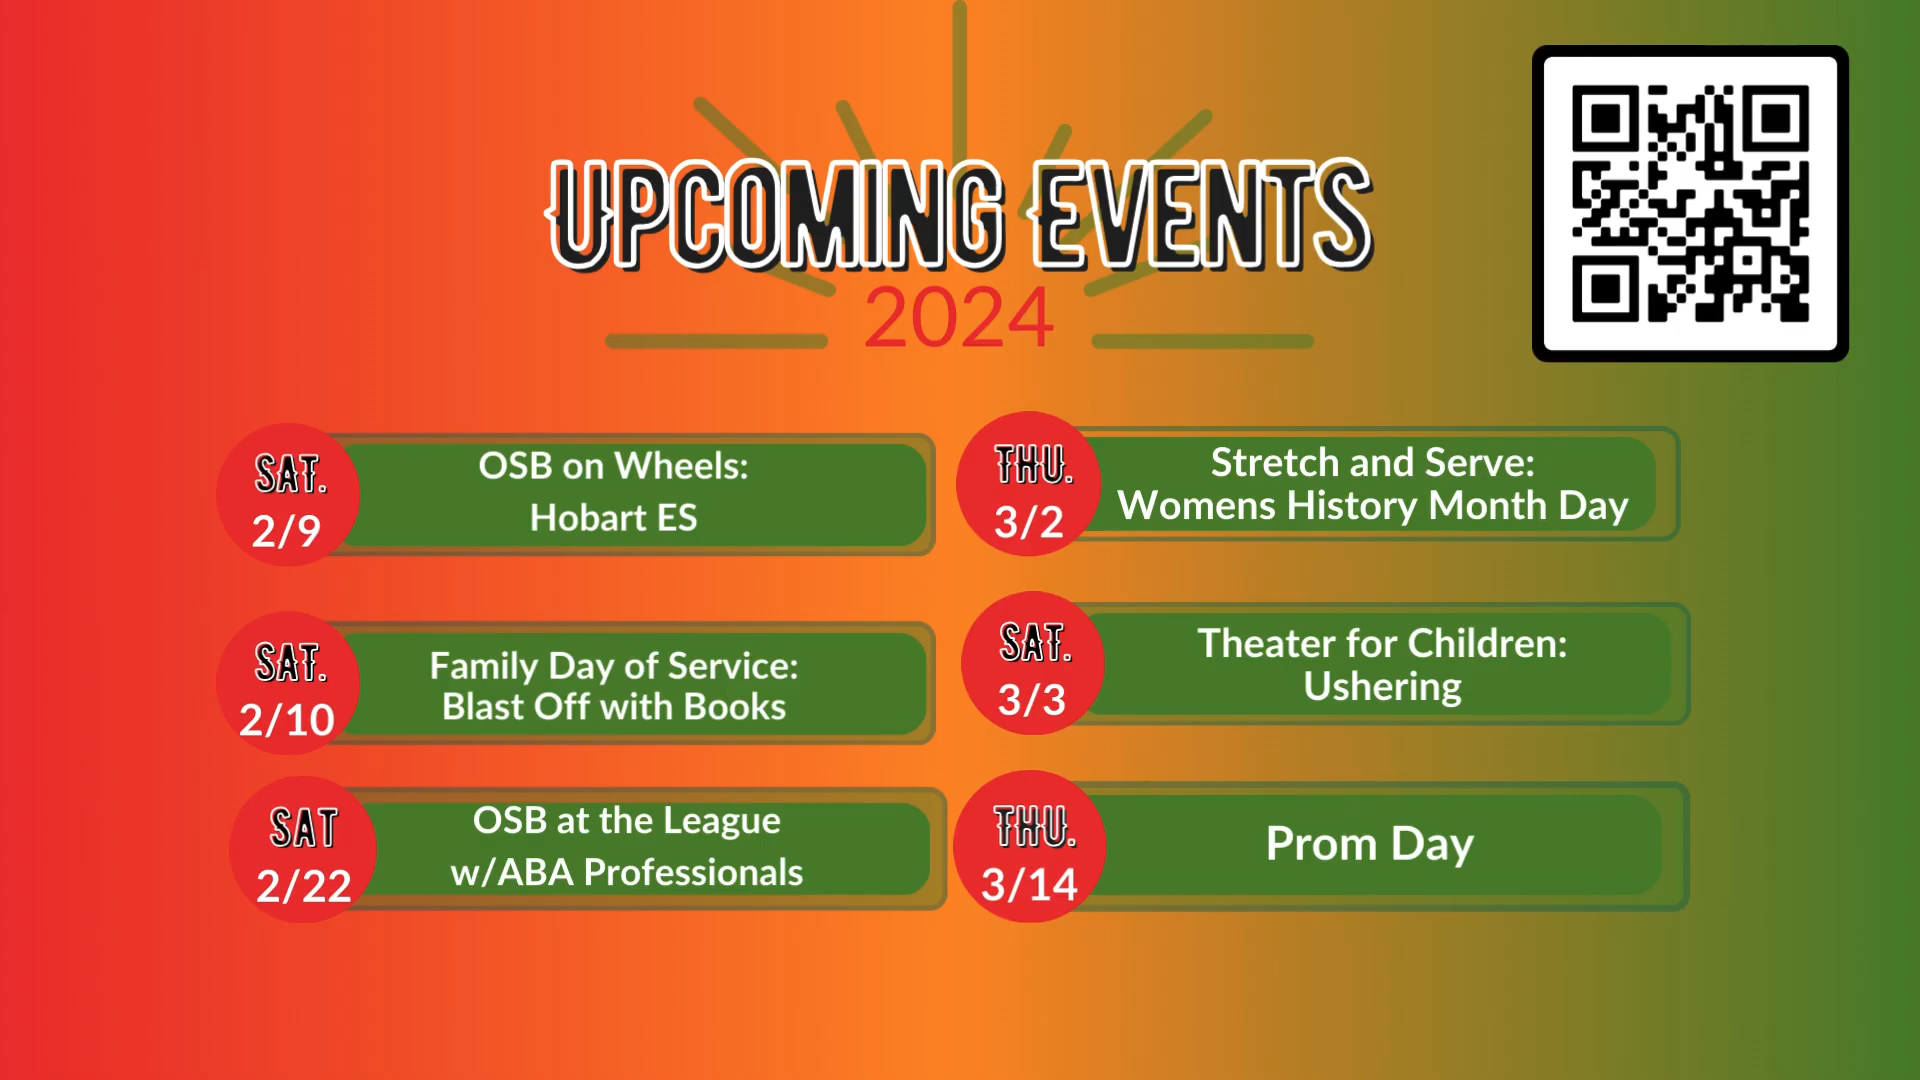 UPCOMING EVENTS
2024
SAT.
2/9
OSB on Wheels:
Hobart ES
SAT.
2/10
Family Day of Service:
Blast Off with Books
SAT
2/22
OSB at the League
w/ABA Professionals
THU.
3/2
Stretch and Serve:
Womens History Month Day
SAT.
3/3
Theater for Children:
Ushering
THU.
3/14
Prom Day